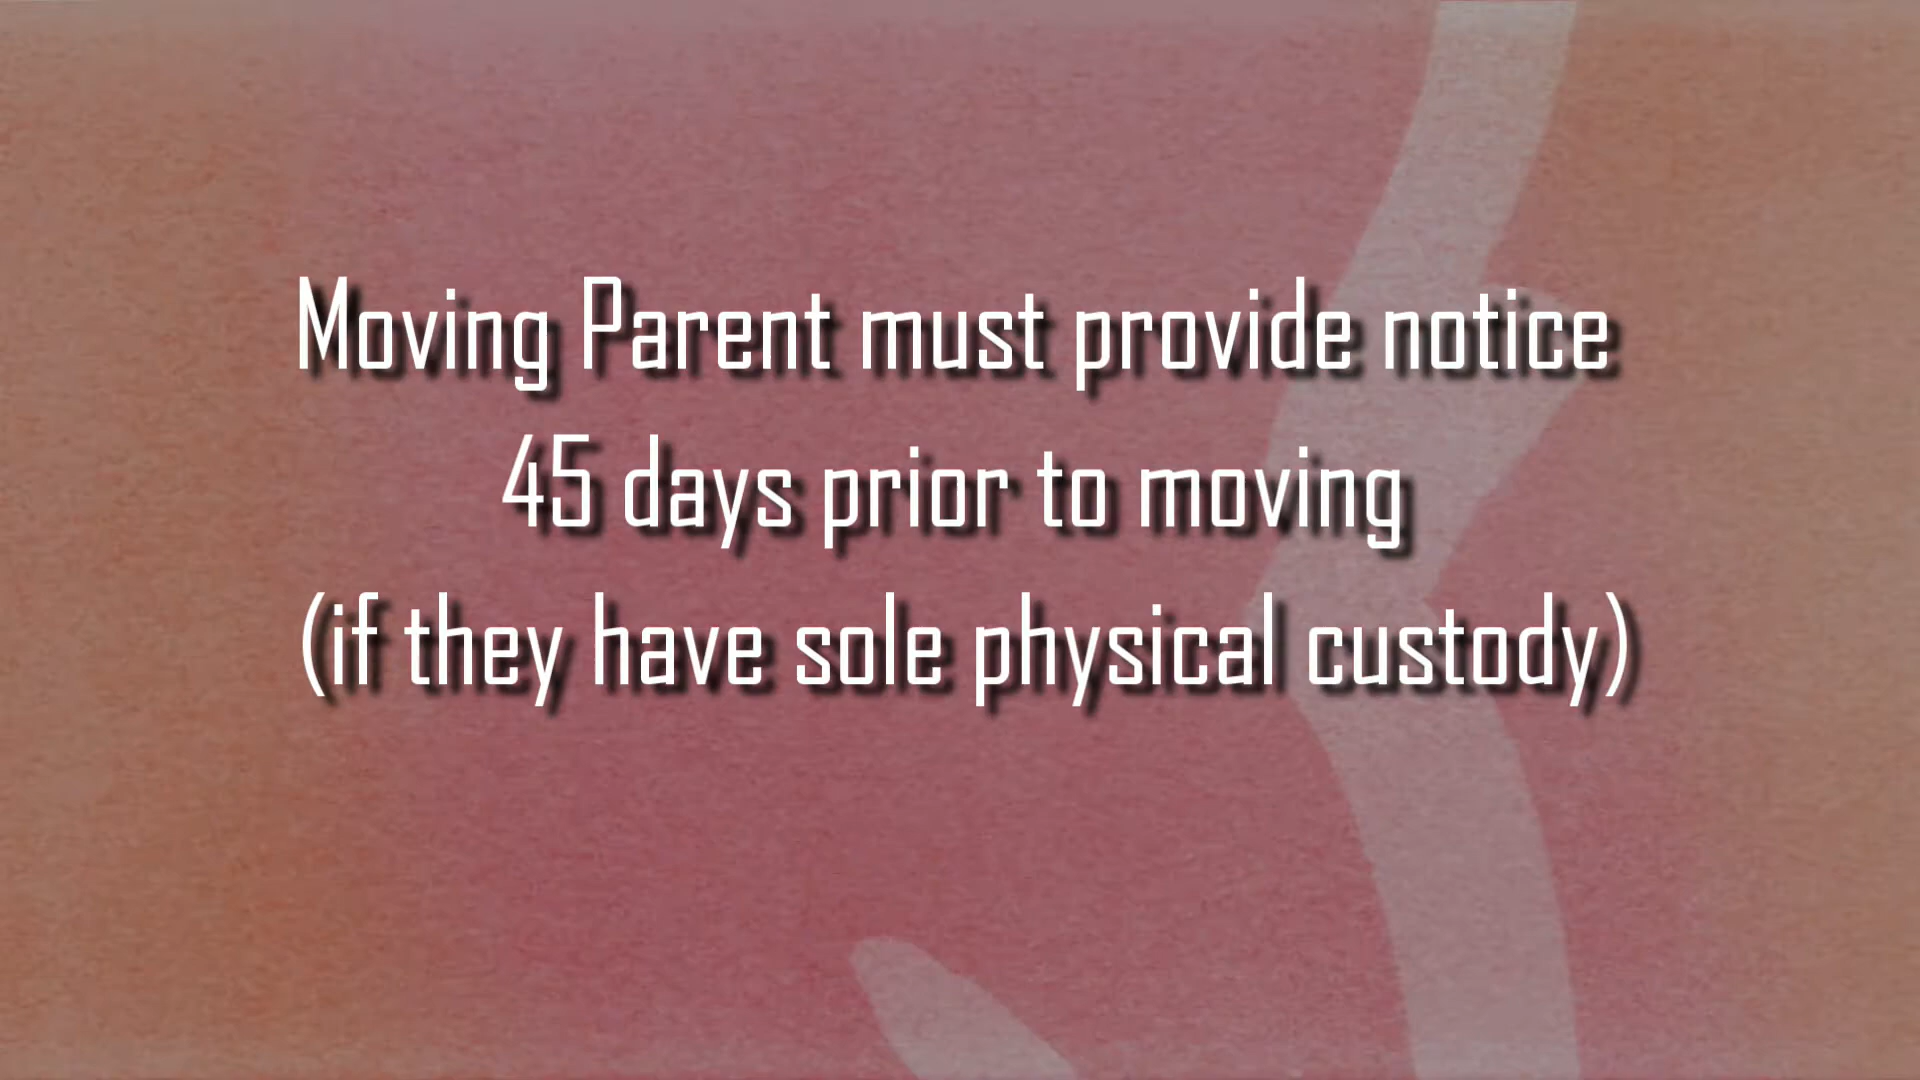 Moving Parent must provide notice
45 days prior to moving
(if they have sole physical custody)